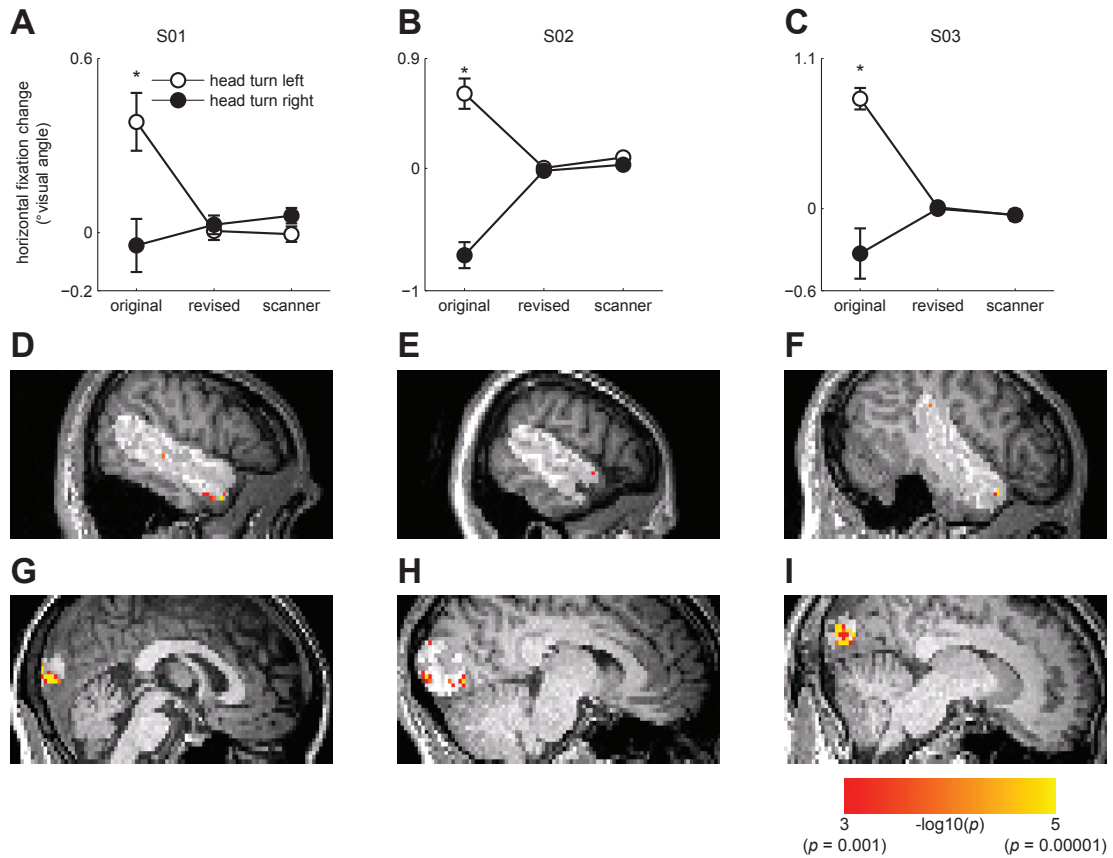 A
B
C
S01
S02
S03
horizontal fixation change
(°visual angle)
0.6
0
−0.2
*
head turn left
head turn right
original revised scanner
0.9
0
−1
*
original revised scanner
1.1
0
−0.6
*
original revised scanner
D
E
F
G
H
I
3 -log10(p) 5
(p = 0.001) (p = 0.00001)